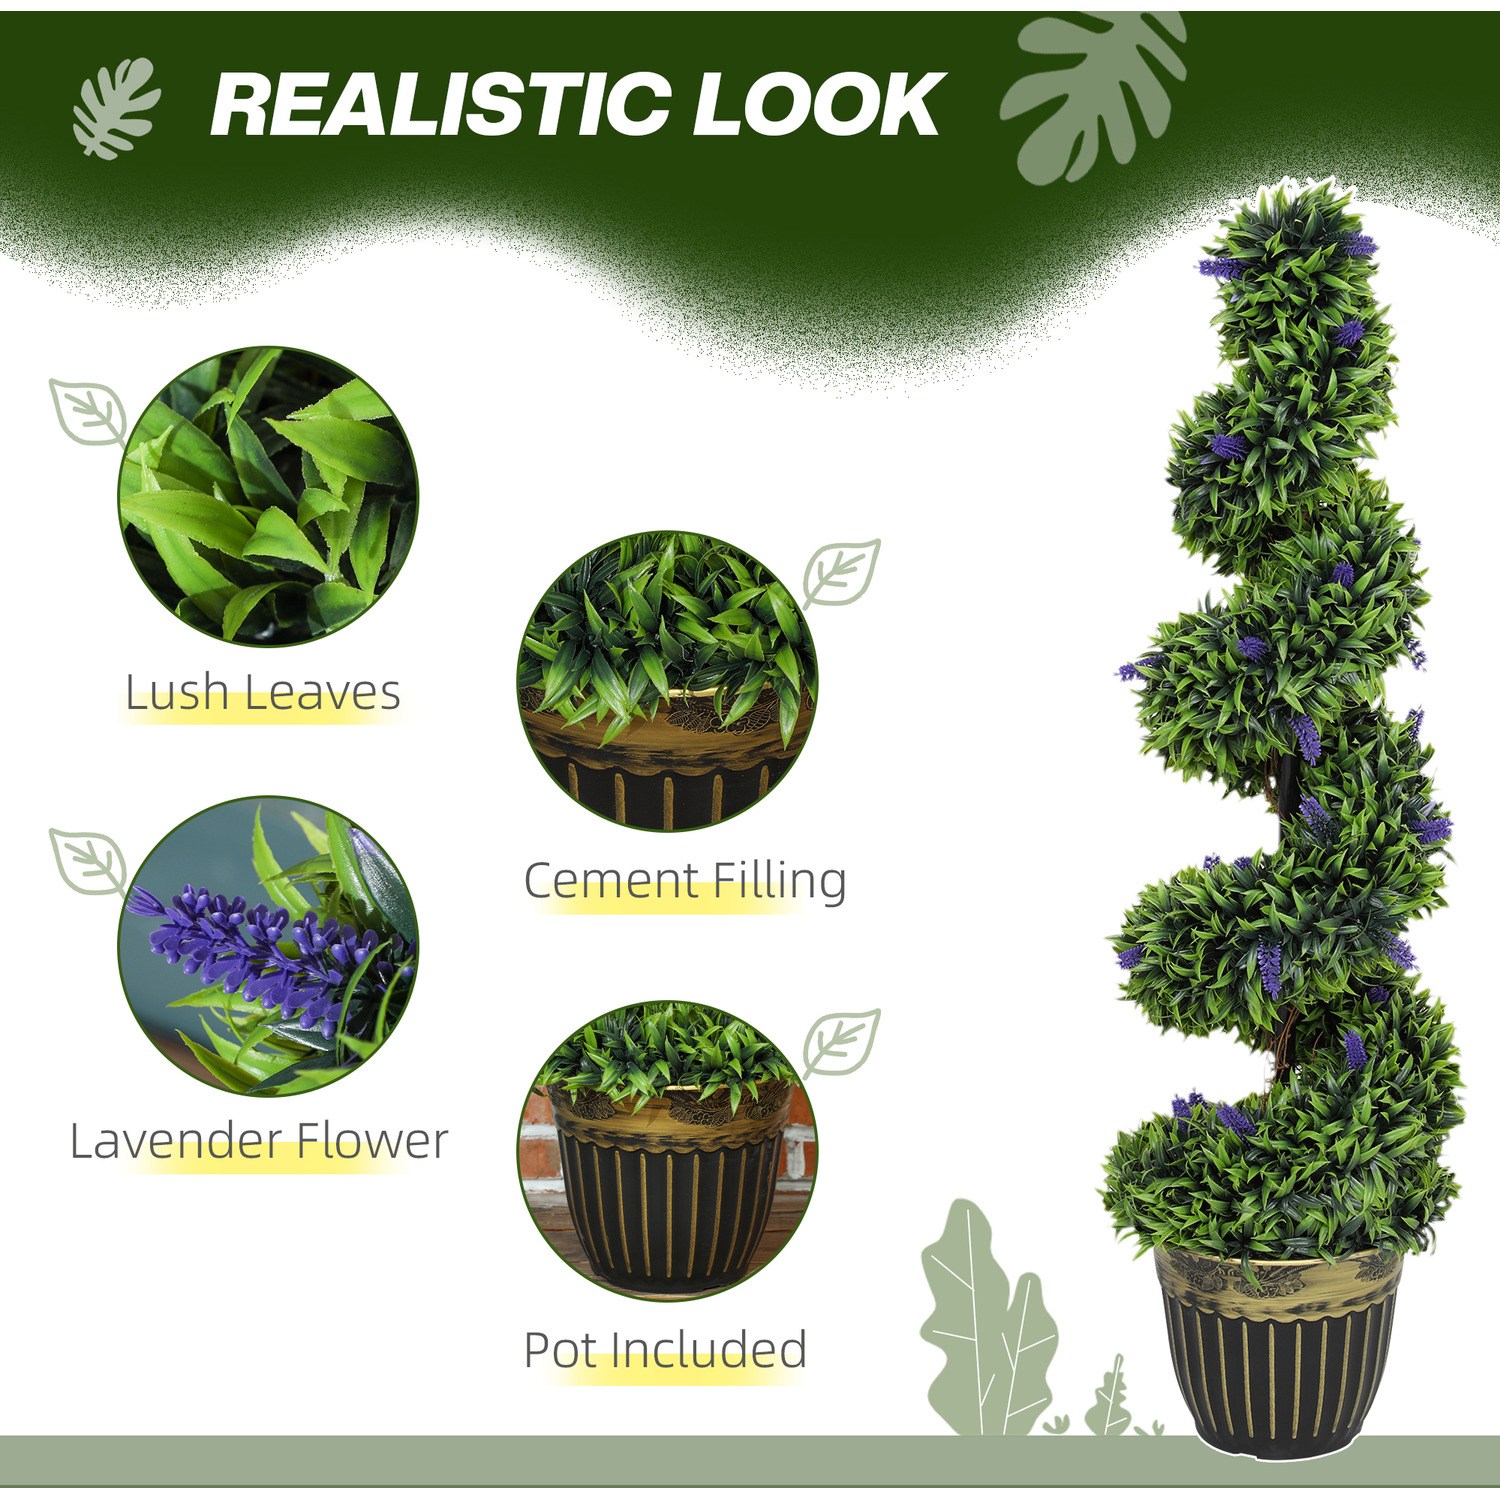 REALISTIC LOOK
Lush Leaves
Cement Filling
Lavender Flower
Pot Included